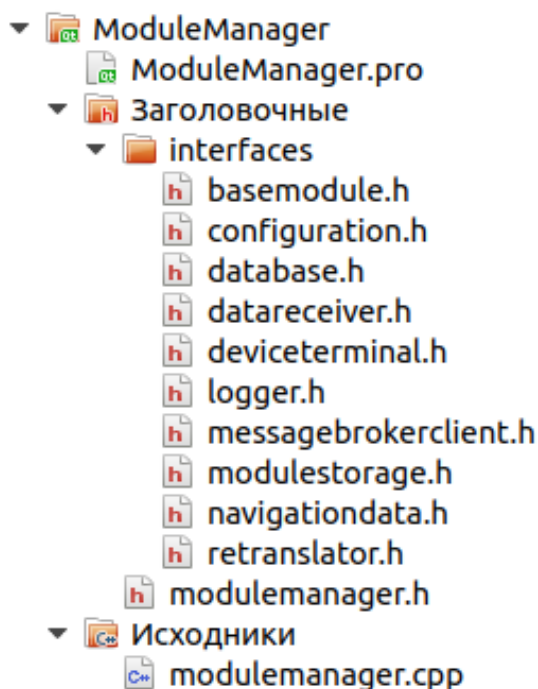 ModuleManager
ModuleManager.pro
Заголовочные
interfaces
basemodule.h
configuration.h
database.h
datareceiver.h
deviceterminal.h
logger.h
messagebrokerclient.h
modulestorage.h
navigationdata.h
retranslator.h
modulemanager.h
Исходники
modulemanager.cpp